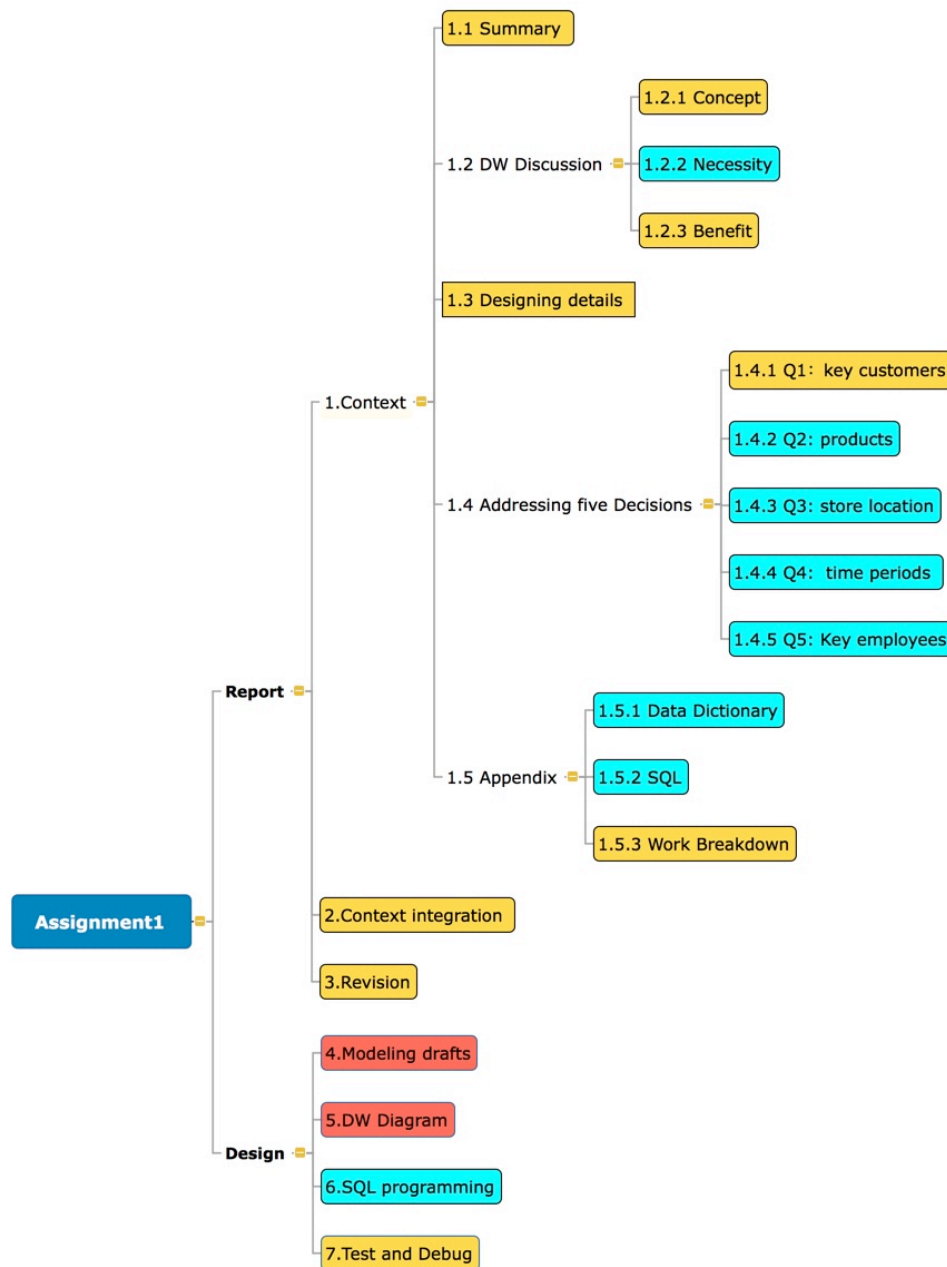 1.1 Summary
1.2.1 Concept
1.2 DW Discussion
1.2.2 Necessity
1.2.3 Benefit
1.3 Designing details
1.4.1 Q1：key customers
1.Context
1.4.2 Q2: products
1.4 Addressing five Decisions
1.4.3 Q3: store location
1.4.4 Q4： time periods
1.4.5 Q5: Key employees
Report
1.5.1 Data Dictionary
1.5 Appendix
1.5.2 SQL
1.5.3 Work Breakdown
Assignment1
2.Context integration
3.Revision
4.Modeling drafts
5.DW Diagram
Design
6.SQL programming
7.Test and Debug